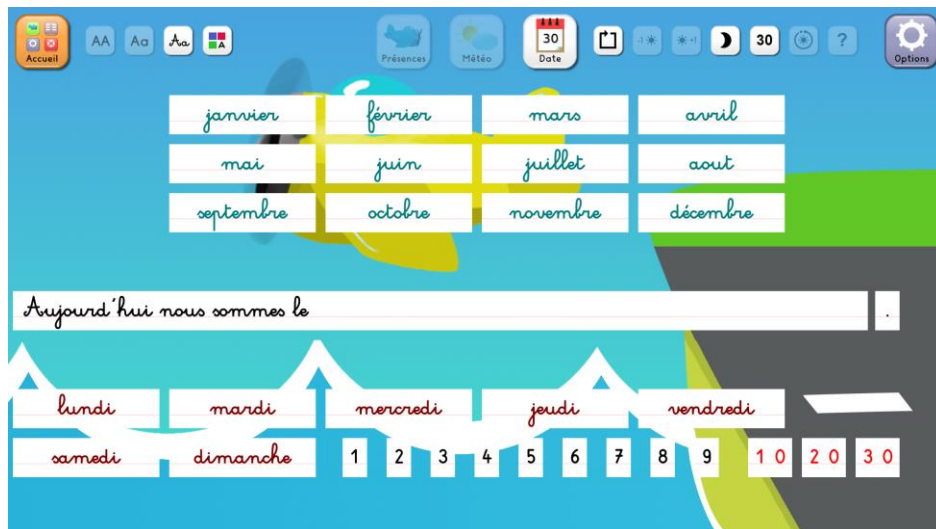 Accueil AA Aa Aa A Présences Météo 30 Date -1 +1 30 ? Options
janvier février mars avril
mai juin juillet aout
septembre octobre novembre décembre
Aujourd'hui nous sommes le .
lundi mardi mercredi jeudi vendredi
samedi dimanche 1 2 3 4 5 6 7 8 9 10 20 30